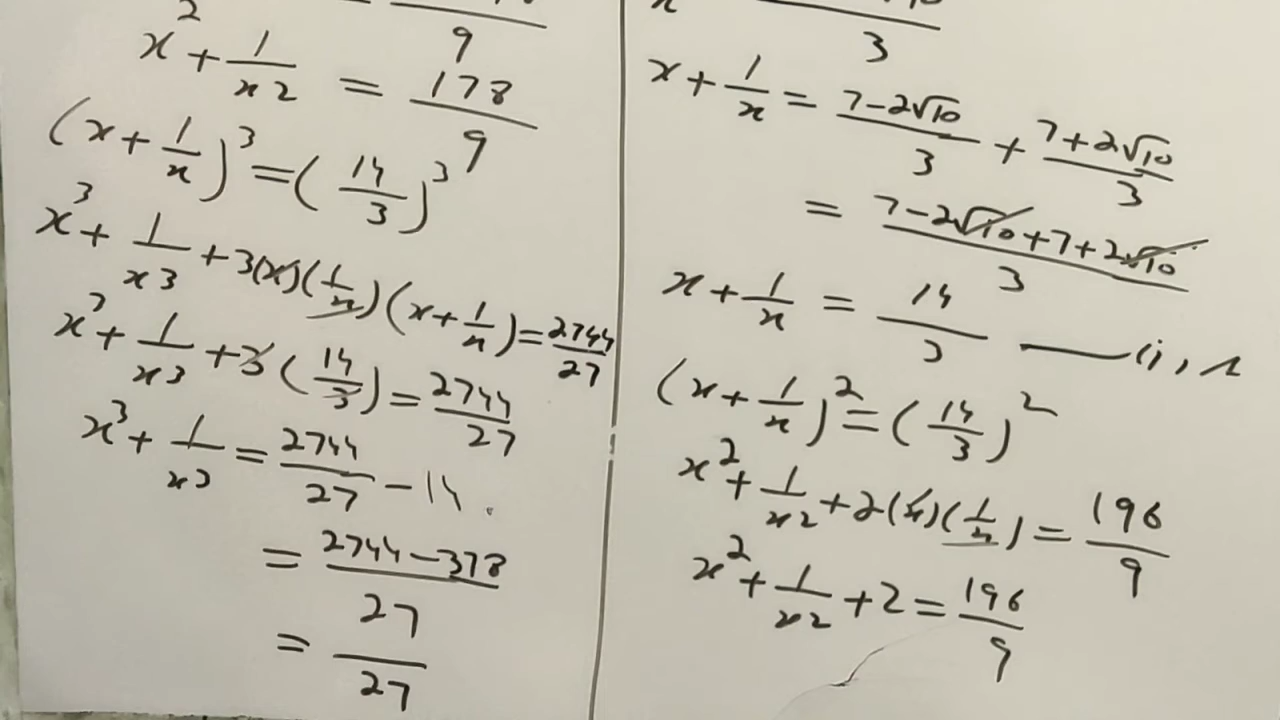 9
x² + 1/x2 = 178/9
(x + 1/x)³ = (14/3)³
x³ + 1/x3 + 3(x)(1/x)(x + 1/x) = 2744/27
x³ + 1/x3 + 3(14/3) = 2744/27
x³ + 1/x3 = 2744/27 - 14
= 2744 - 378/27
= /27
3
x + 1/x = 7 - 2√10/3 + 7 + 2√10/3
= 7 - 2√10 + 7 + 2√10/3
x + 1/x = 14/3 — (i,
(x + 1/x)² = (14/3)²
x² + 1/x2 + 2(x)(1/x) = 196/9
x² + 1/x2 + 2 = 196/9